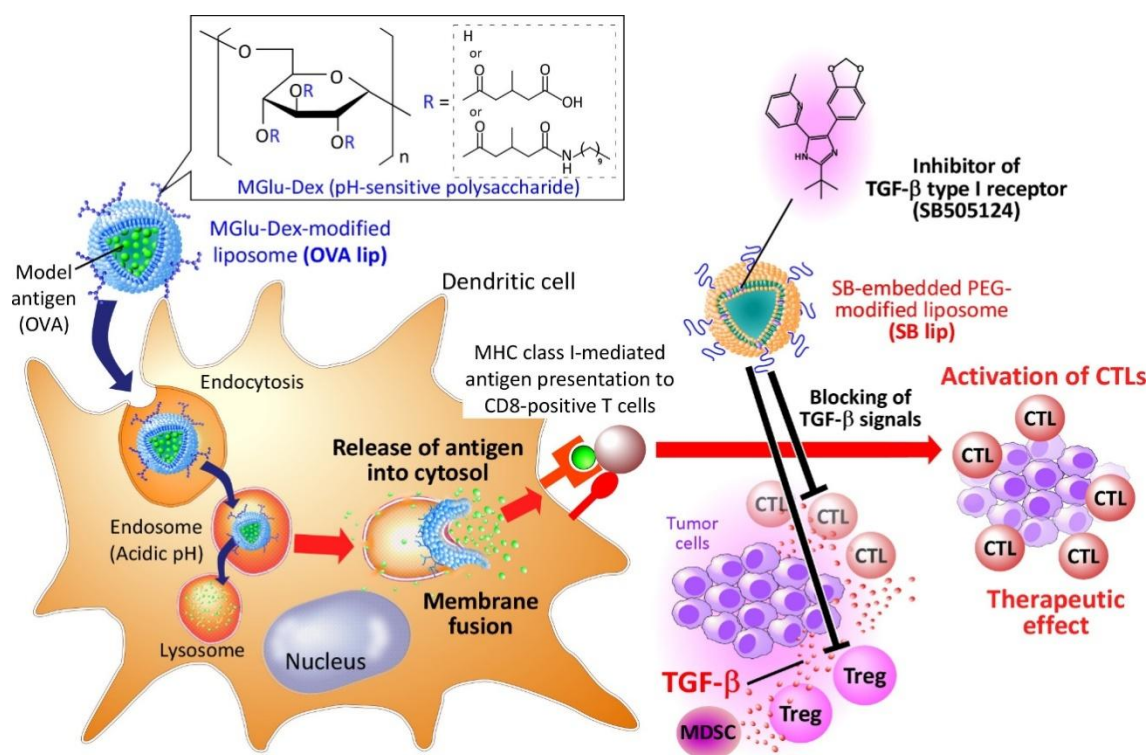 O
O
OR
OR
OR
n
R =
H
or
O
O
OH
or
O
O
N
H
9
MGlu-Dex (pH-sensitive polysaccharide)
MGlu-Dex-modified
liposome (OVA lip)
Model
antigen
(OVA)
Dendritic cell
Endocytosis
MHC class I-mediated
antigen presentation to
CD8-positive T cells
Release of antigen
into cytosol
Endosome
(Acidic pH)
Membrane
fusion
Lysosome
Nucleus
O
O
N
HN
N
Inhibitor of
TGF-β type I receptor
(SB505124)
SB-embedded PEG-
modified liposome
(SB lip)
Blocking of
TGF-β signals
Activation of CTLs
CTL
CTL
CTL
CTL
CTL
Therapeutic
effect
CTL
CTL
CTL
Tumor
cells
TGF-β
Treg
Treg
MDSC